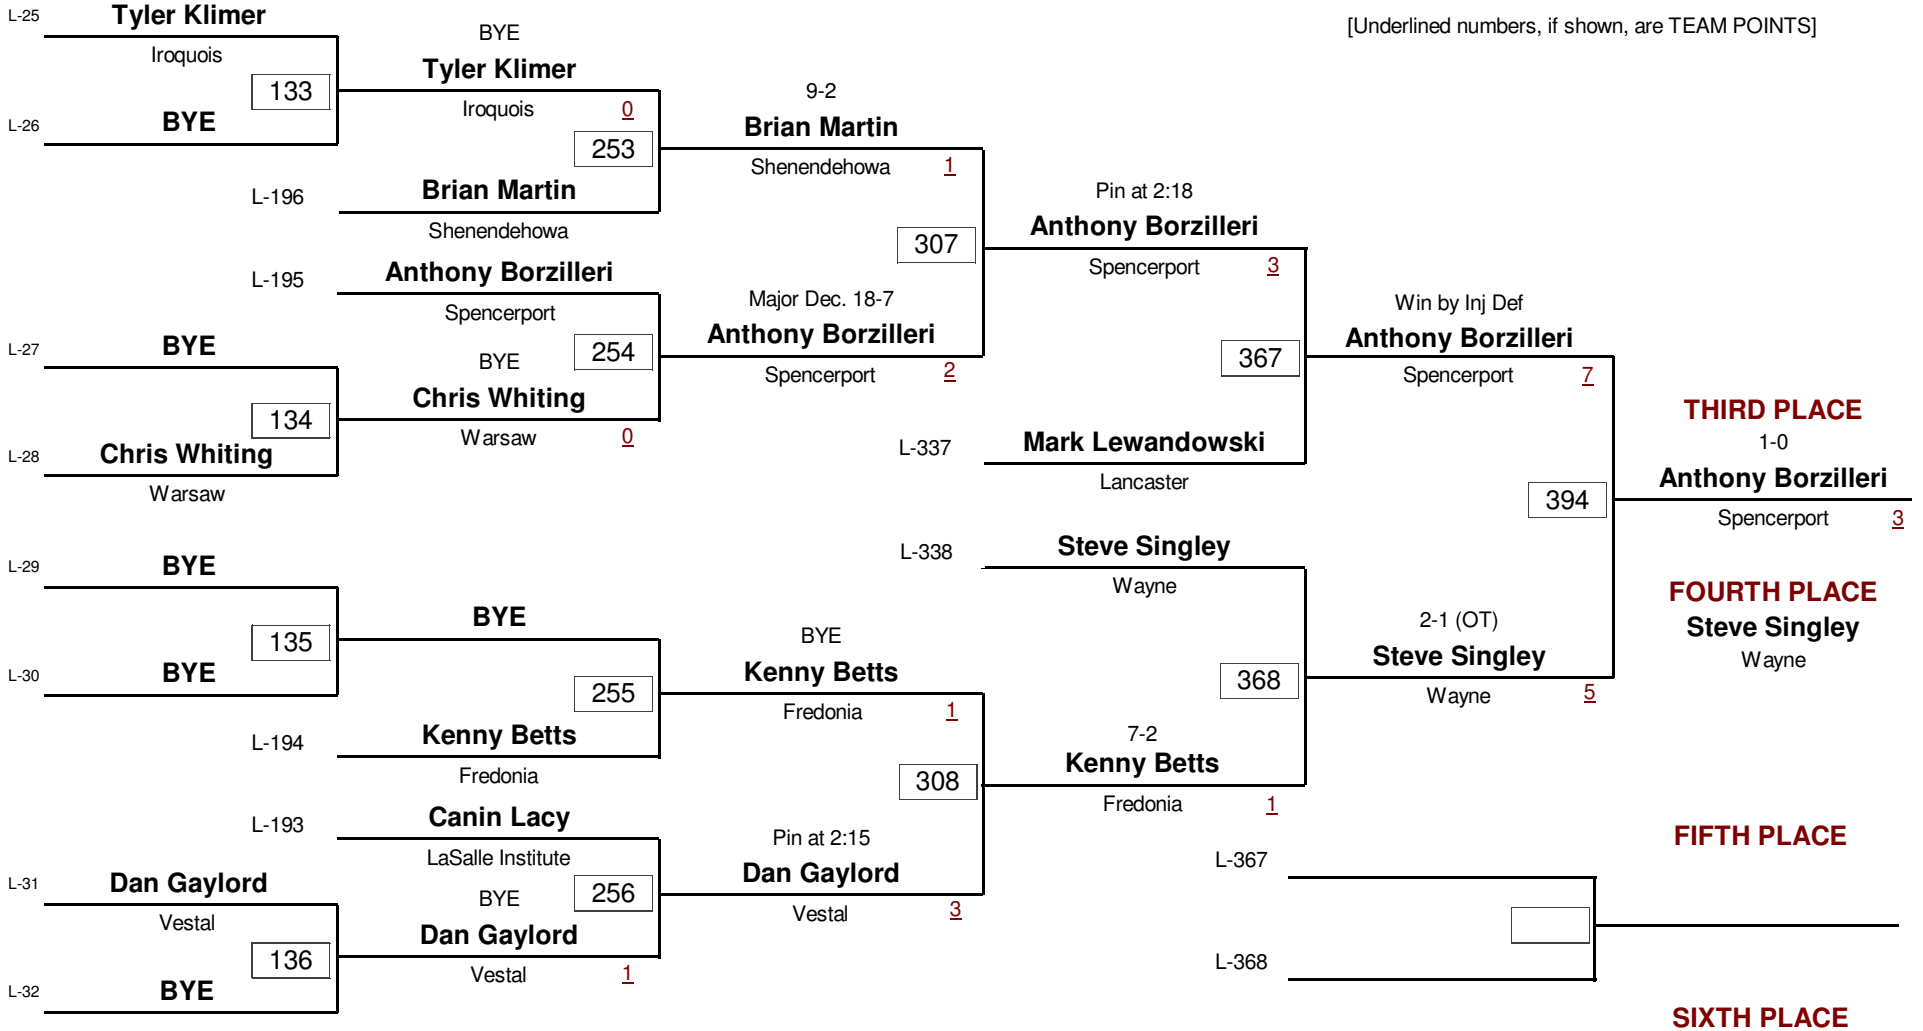 [Underlined numbers, if shown, are TEAM POINTS]
L-25
Tyler Klimer
Iroquois
133
L-26
BYE
L-27
BYE
134
L-28
Chris Whiting
Warsaw
L-29
BYE
135
L-30
BYE
L-31
Dan Gaylord
Vestal
136
L-32
BYE
BYE
Tyler Klimer
Iroquois 0
253
L-196
Brian Martin
Shenendehowa
L-195
Anthony Borzilleri
Spencerport
254
BYE
Chris Whiting
Warsaw 0
BYE
255
L-194
Kenny Betts
Fredonia
L-193
Canin Lacy
LaSalle Institute
256
BYE
Dan Gaylord
Vestal 1
9-2
Brian Martin
Shenendehowa 1
307
Major Dec. 18-7
Anthony Borzilleri
Spencerport 2
BYE
Kenny Betts
Fredonia 1
308
Pin at 2:15
Dan Gaylord
Vestal 3
Pin at 2:18
Anthony Borzilleri
Spencerport 3
367
L-337
Mark Lewandowski
Lancaster
L-338
Steve Singley
Wayne
368
7-2
Kenny Betts
Fredonia 1
Win by Inj Def
Anthony Borzilleri
Spencerport 7
394
2-1 (OT)
Steve Singley
Wayne 5
THIRD PLACE
1-0
Anthony Borzilleri
Spencerport 3
FOURTH PLACE
Steve Singley
Wayne
FIFTH PLACE
L-367
L-368
SIXTH PLACE